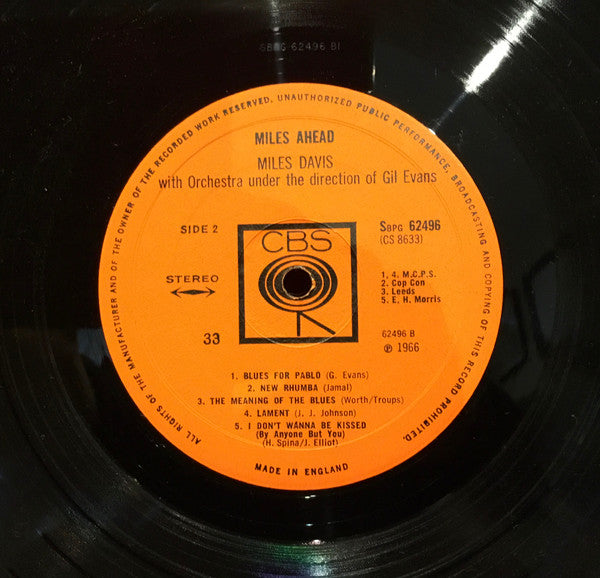 SBPG 62496 B1
ALL RIGHTS OF THE MANUFACTURER AND OF THE OWNER OF THE RECORDED WORK RESERVED. UNAUTHORIZED PUBLIC PERFORMANCE, BROADCASTING AND COPYING OF THIS RECORD PROHIBITED.
MILES AHEAD
MILES DAVIS
with Orchestra under the direction of Gil Evans
SIDE 2
SBPG 62496
(CS 8633)
CBS
STEREO
1, 4. M.C.P.S.
2. Cop Con
3. Leeds
5. E. H. Morris
33
62496 B
℗ 1966
1. BLUES FOR PABLO (G. Evans)
2. NEW RHUMBA (Jamal)
3. THE MEANING OF THE BLUES (Worth/Troups)
4. LAMENT (J. J. Johnson)
5. I DON'T WANNA BE KISSED
(By Anyone But You)
(H. Spina/J. Elliot)
MADE IN ENGLAND